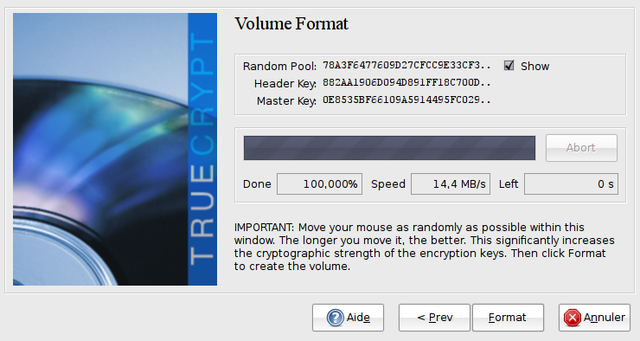 Volume Format
Random Pool: 78A3F6477609D27CFCC9E33CF3.. Show
Header Key: 882AA1906D094D891FF18C700D..
Master Key: 0E8535BF66109A5914495FC029..
Abort
Done 100,000% Speed 14,4 MB/s Left 0 s
IMPORTANT: Move your mouse as randomly as possible within this
window. The longer you move it, the better. This significantly increases
the cryptographic strength of the encryption keys. Then click Format
to create the volume.
TRUECRYPT
Aide < Prev Format Annuler